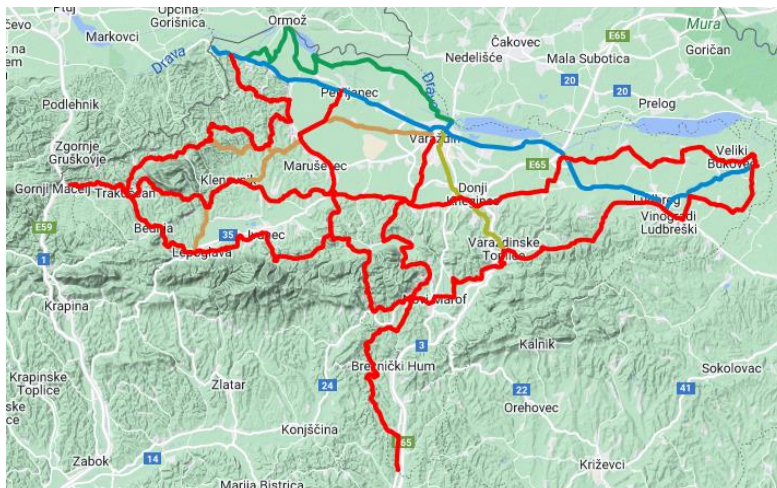 Ptuj
Općina
Gorišnica
Ormož
Mura
Markovci
Čakovec
E65
Goričan
Nedelišće
Mala Subotica
Drava
Drava
20
20
Podlehnik
Prelog
Zgornje
Gruškovje
Varaždin
E65
Veliki
Bukovec
Maruševec
Klenovnik
Gornji Macelj
Trakošćan
Donji
Kneginec
Ludbreg
Vinogradi
Ludbreški
E59
Bednja
35
Ivanec
Varaždinske
Toplice
Lepoglava
1
Krapina
Novi Marof
3
Kalnik
Breznički Hum
Sokolovac
Krapinske
Toplice
Zlatar
24
22
41
Orehovec
Konjščina
E65
Zabok
14
Križevci
Marija Bistrica